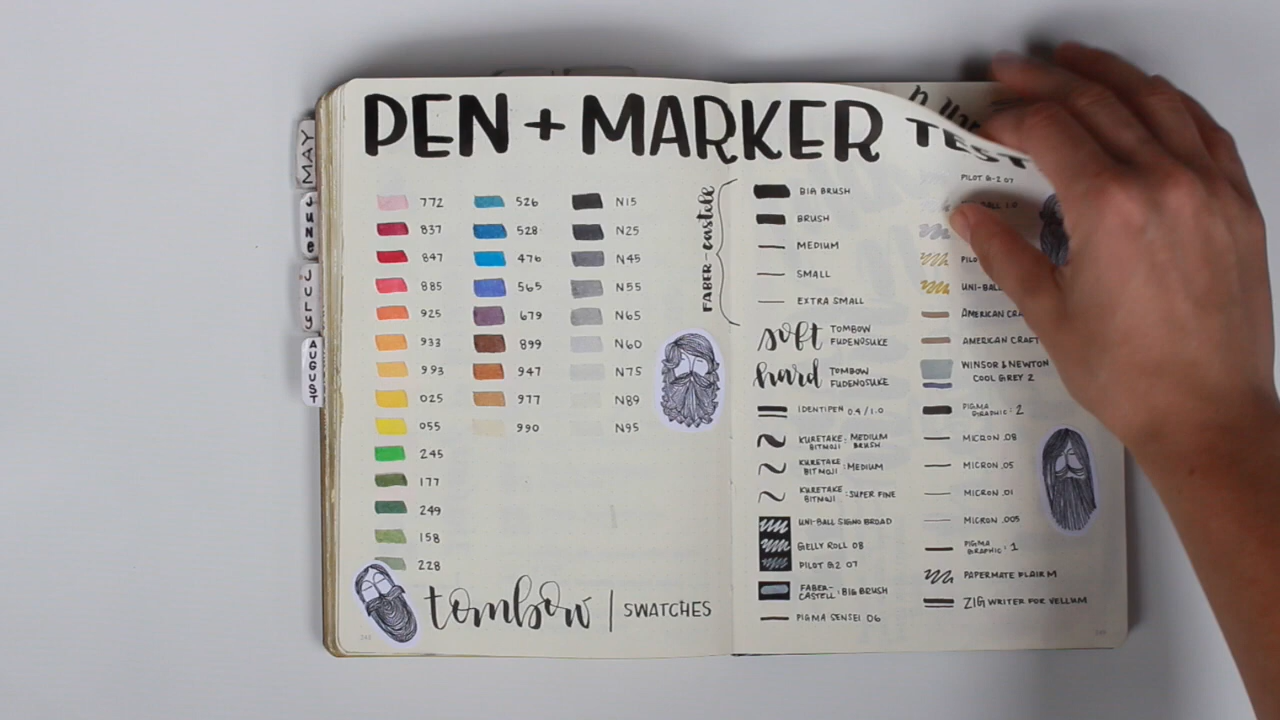 PEN + MARKER TEST
MAY
June
July
AUGUST
772
837
847
885
925
933
993
025
055
245
177
249
158
228
526
528
476
565
679
899
947
977
990
N15
N25
N45
N55
N65
N60
N75
N89
N95
tombow | SWATCHES
FABER-castell
BIG BRUSH
BRUSH
MEDIUM
SMALL
EXTRA SMALL
soft TOMBOW
FUDENOSUKE
hard TOMBOW
FUDENOSUKE
IDENTIPEN 0.4/1.0
KURETAKE BITMOJI : MEDIUM BRUSH
KURETAKE BITMOJI : MEDIUM
KURETAKE BITMOJI : SUPER FINE
UNI-BALL SIGNO BROAD
GELLY ROLL 08
PILOT G2 07
FABER-CASTELL : BIG BRUSH
PIGMA SENSEI 06
PILOT G-2 07
1.0
UNI-BALL
AMERICAN
AMERICAN CRAFT
WINSOR & NEWTON
COOL GREY 2
PIGMA GRAPHIC : 2
MICRON .08
MICRON .05
MICRON .01
MICRON .005
PIGMA GRAPHIC : 1
PAPERMATE FLAIR M
ZIG WRITER FOR VELLUM